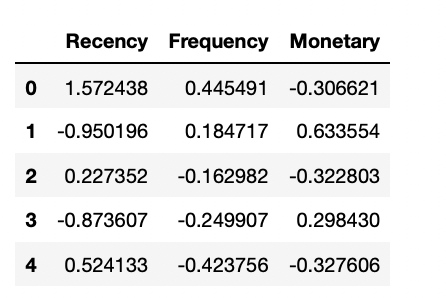 Recency Frequency Monetary
0 1.572438 0.445491 -0.306621
1 -0.950196 0.184717 0.633554
2 0.227352 -0.162982 -0.322803
3 -0.873607 -0.249907 0.298430
4 0.524133 -0.423756 -0.327606